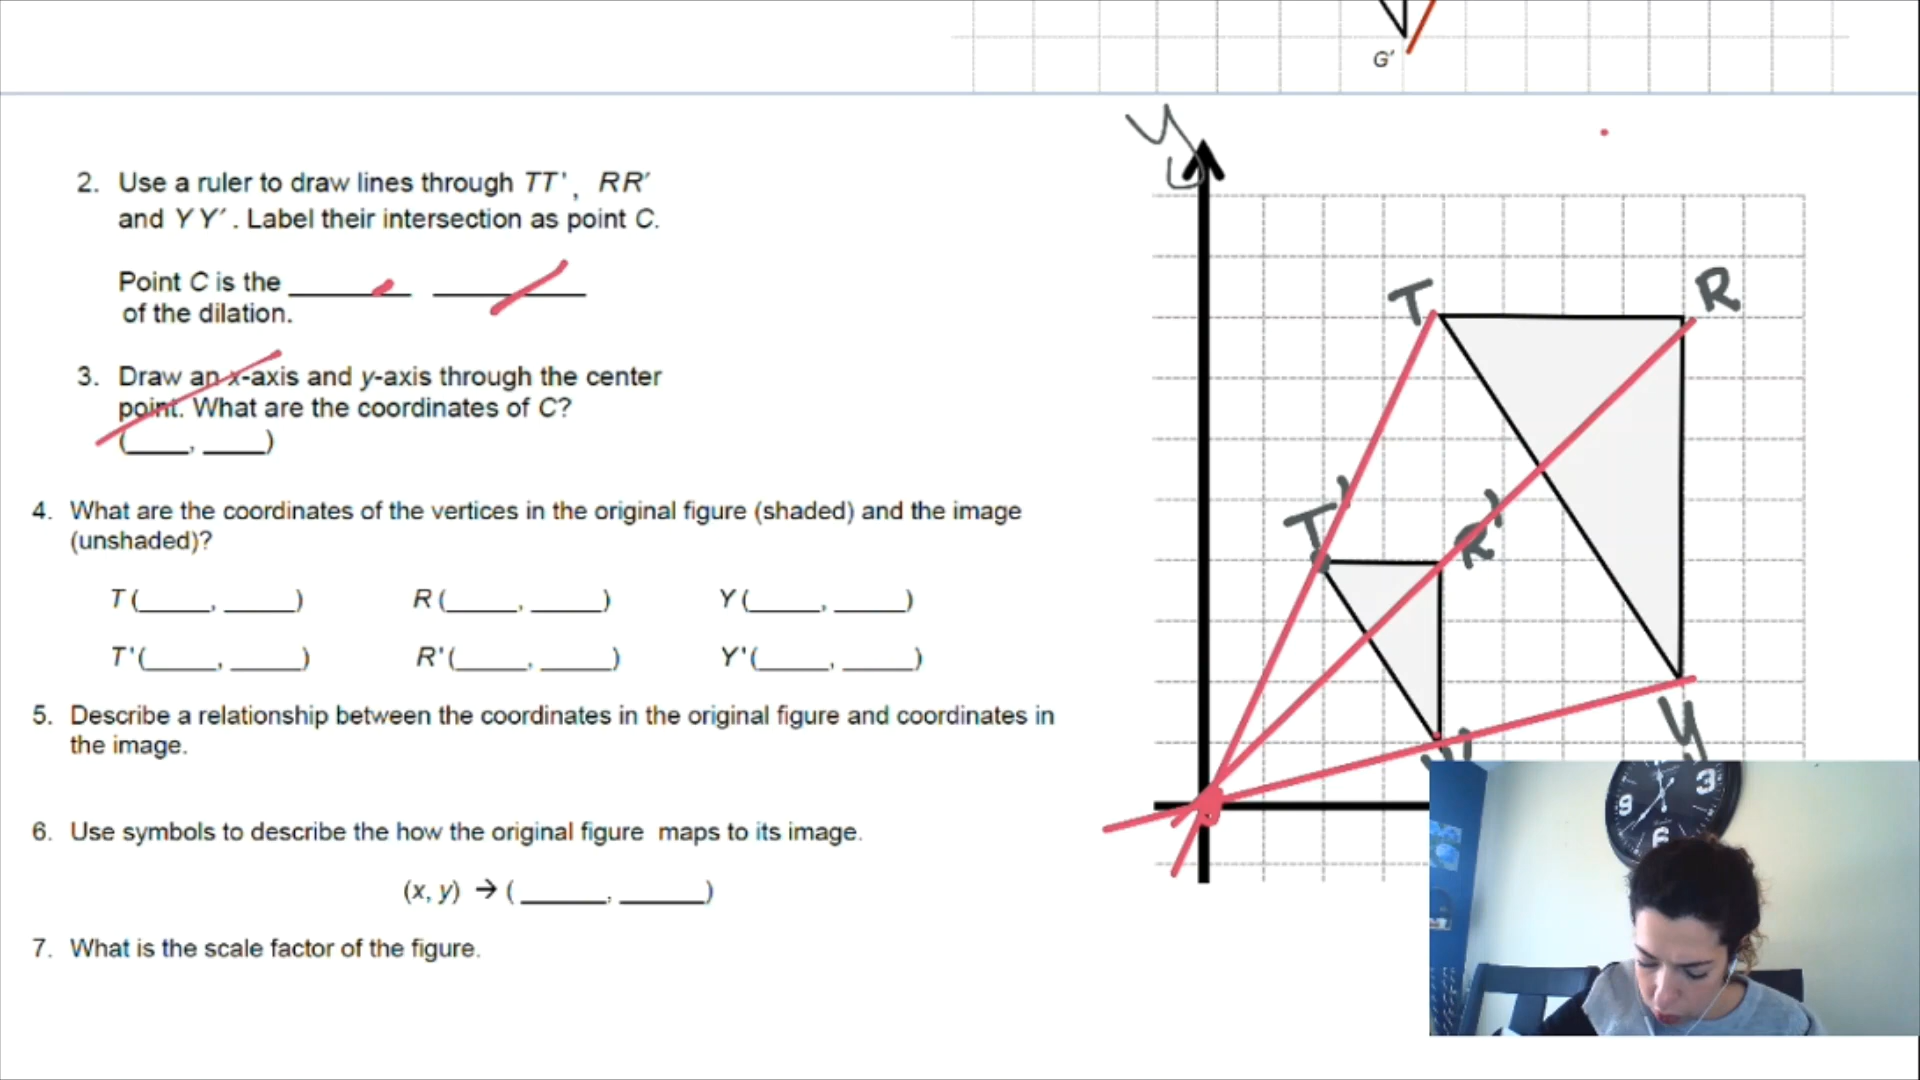 G'
2. Use a ruler to draw lines through TT', RR'
and YY'. Label their intersection as point C.
Point C is the ______ ______
of the dilation.
3. Draw an x-axis and y-axis through the center
point. What are the coordinates of C?
(____, ____)
4. What are the coordinates of the vertices in the original figure (shaded) and the image
(unshaded)?
T(_____, _____) R(_____, _____) Y(_____, _____)
T'(_____, _____) R'(_____, _____) Y'(_____, _____)
5. Describe a relationship between the coordinates in the original figure and coordinates in
the image.
6. Use symbols to describe the how the original figure maps to its image.
(x, y) → (______, ______)
7. What is the scale factor of the figure.
y
T
R
T'
R'
Y
9
3
6